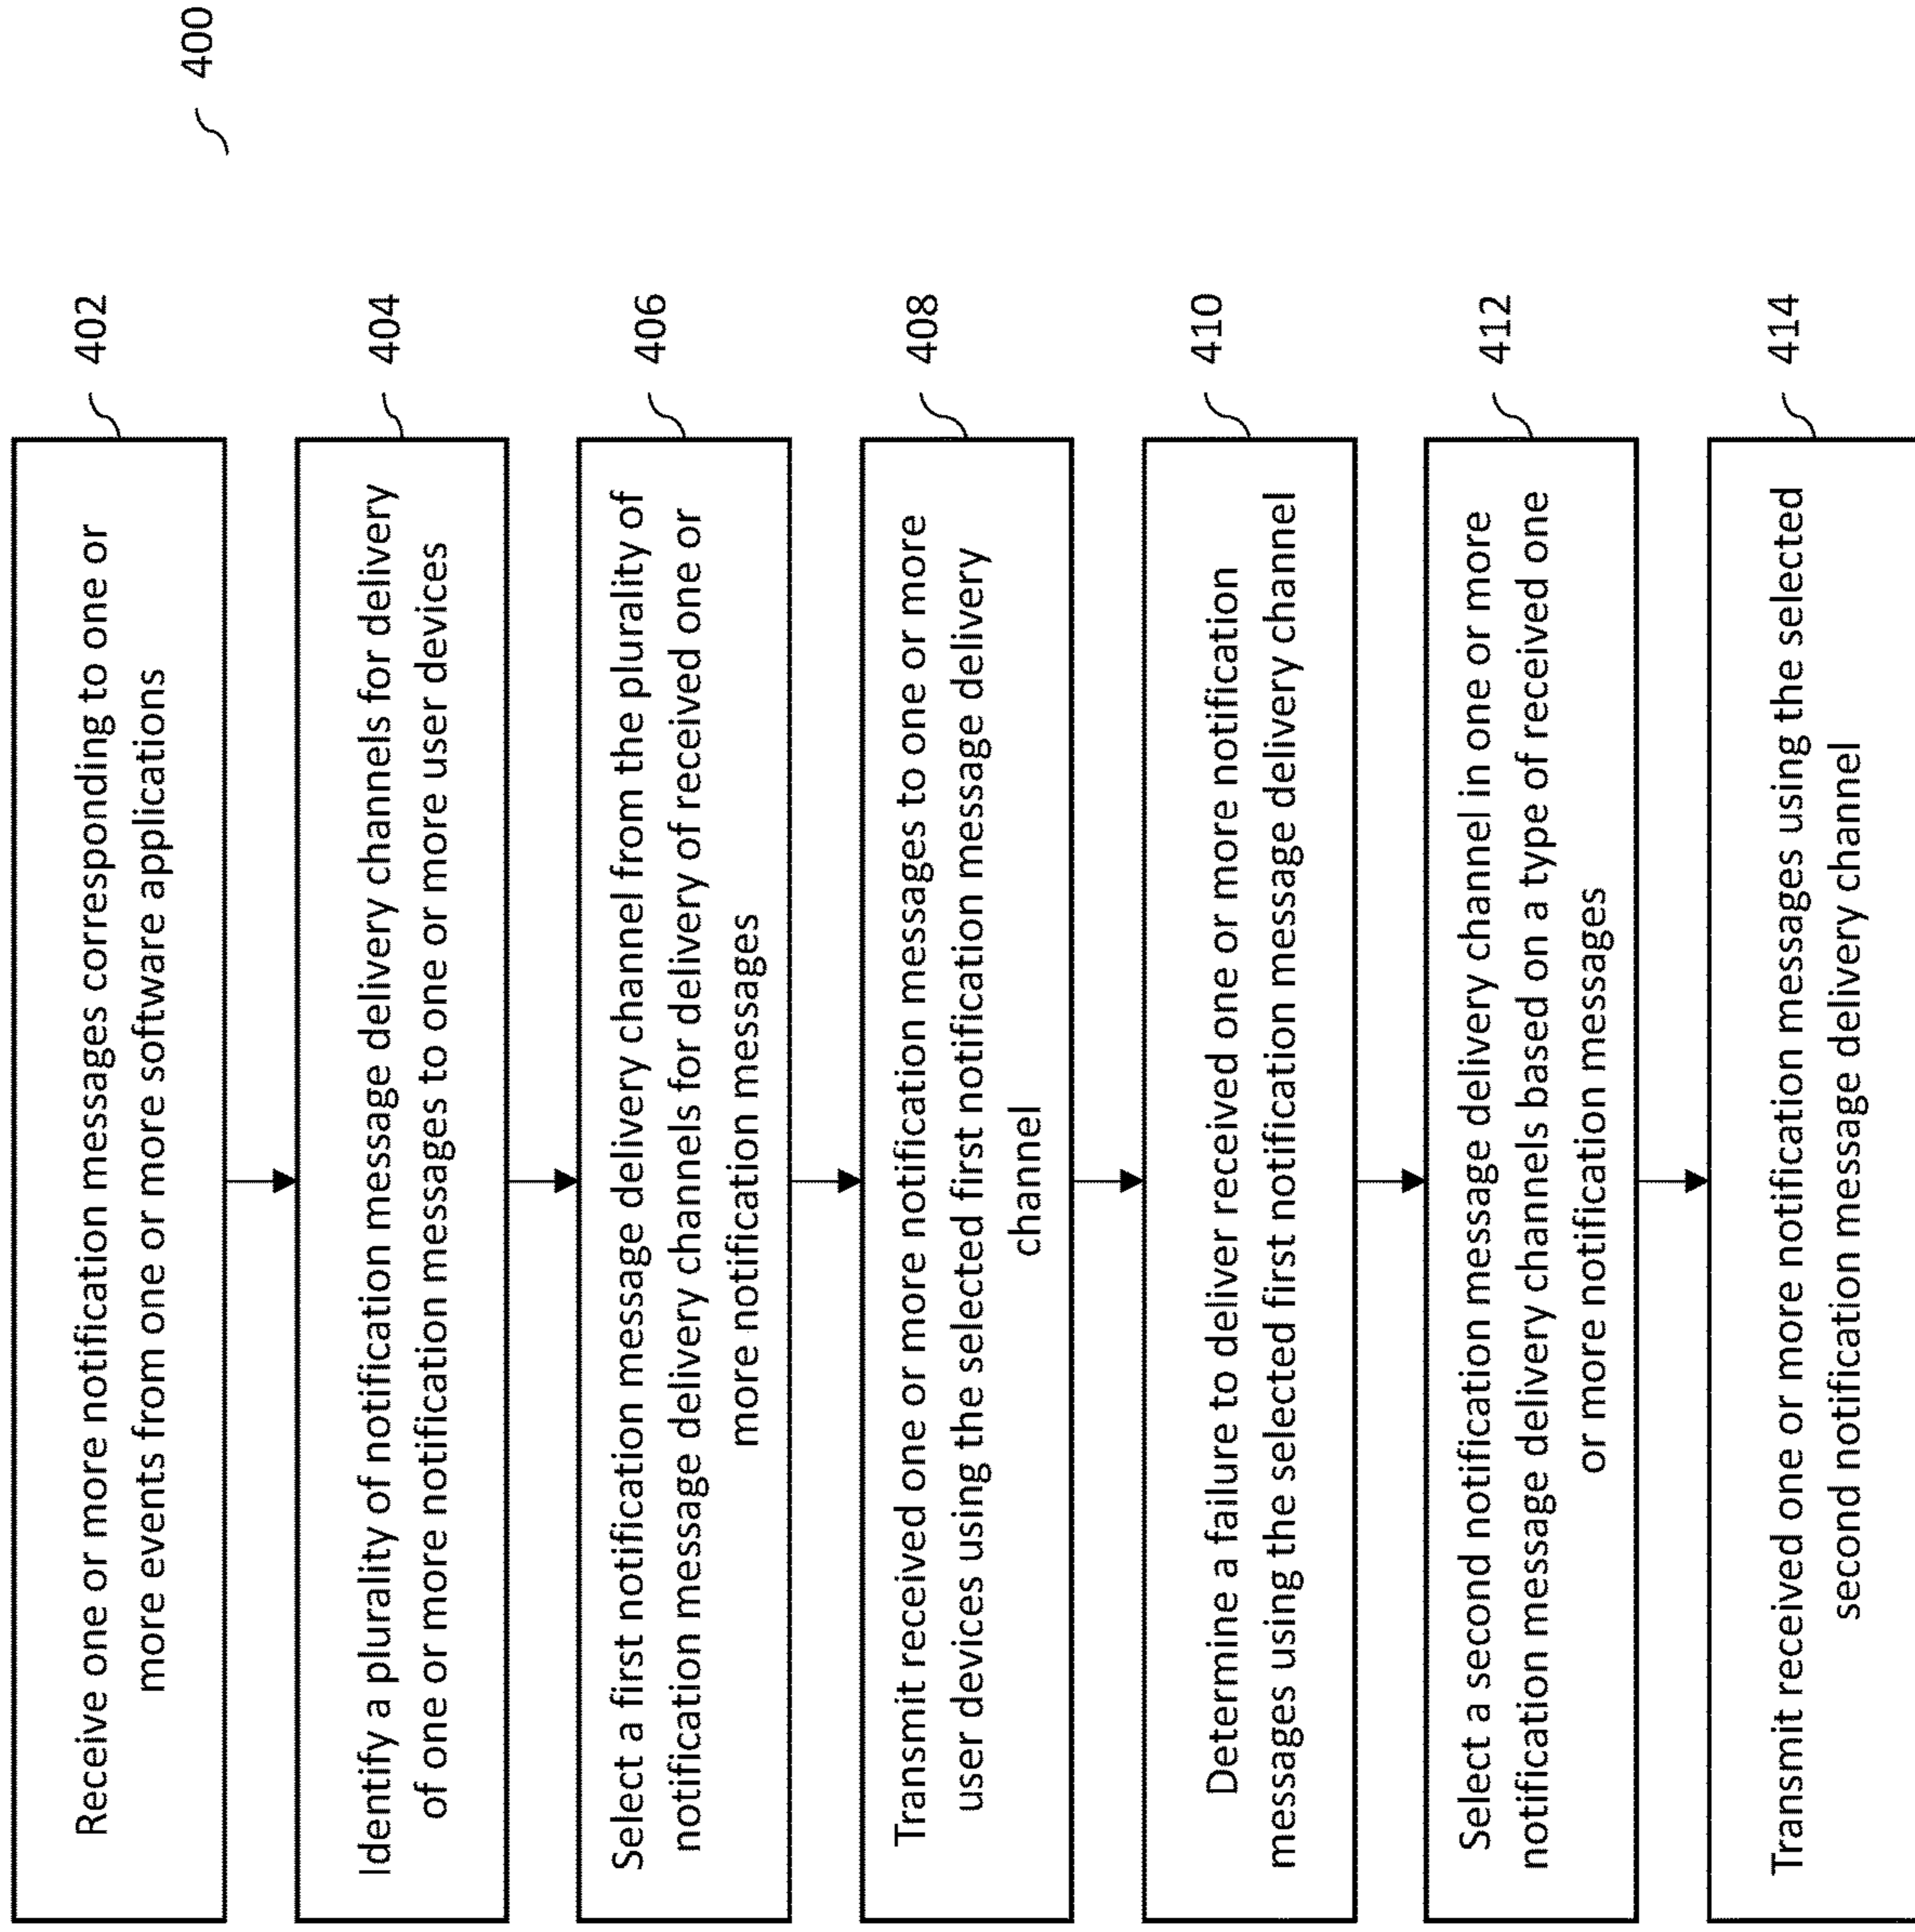 400
Receive one or more notification messages corresponding to one or
more events from one or more software applications
402
Identify a plurality of notification message delivery channels for delivery
of one or more notification messages to one or more user devices
404
Select a first notification message delivery channel from the plurality of
notification message delivery channels for delivery of received one or
more notification messages
406
Transmit received one or more notification messages to one or more
user devices using the selected first notification message delivery
channel
408
Determine a failure to deliver received one or more notification
messages using the selected first notification message delivery channel
410
Select a second notification message delivery channel in one or more
notification message delivery channels based on a type of received one
or more notification messages
412
Transmit received one or more notification messages using the selected
second notification message delivery channel
414